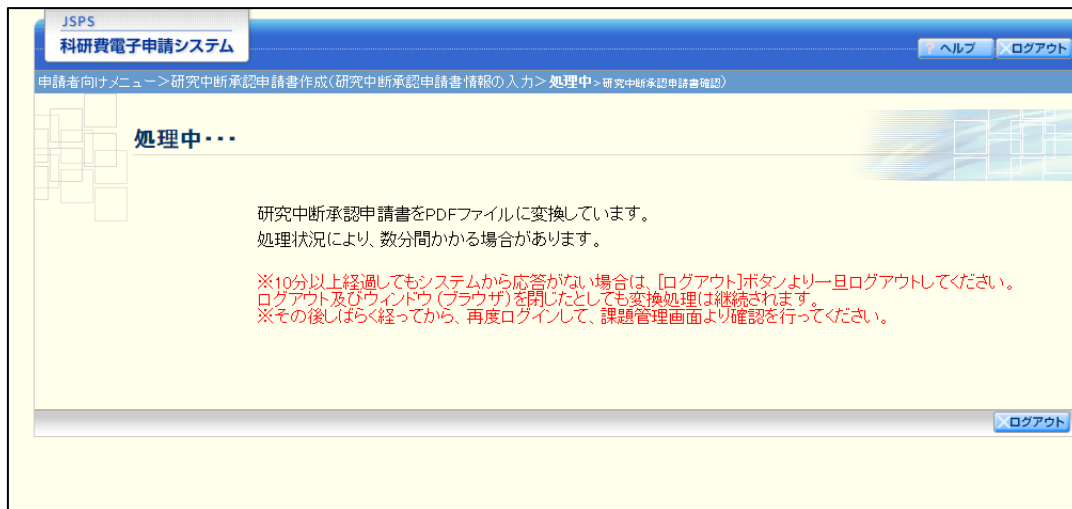 JSPS
科研費電子申請システム
? ヘルプ
ログアウト
申請者向けメニュー>研究中断承認申請書作成(研究中断承認申請書情報の入力>処理中>研究中断承認申請書確認)
処理中・・・
研究中断承認申請書をPDFファイルに変換しています。
処理状況により、数分間かかる場合があります。
※10分以上経過してもシステムから応答がない場合は、[ログアウト]ボタンより一旦ログアウトしてください。
ログアウト及びウィンドウ(ブラウザ)を閉じたとしても変換処理は継続されます。
※その後しばらく経ってから、再度ログインして、課題管理画面より確認を行ってください。
ログアウト